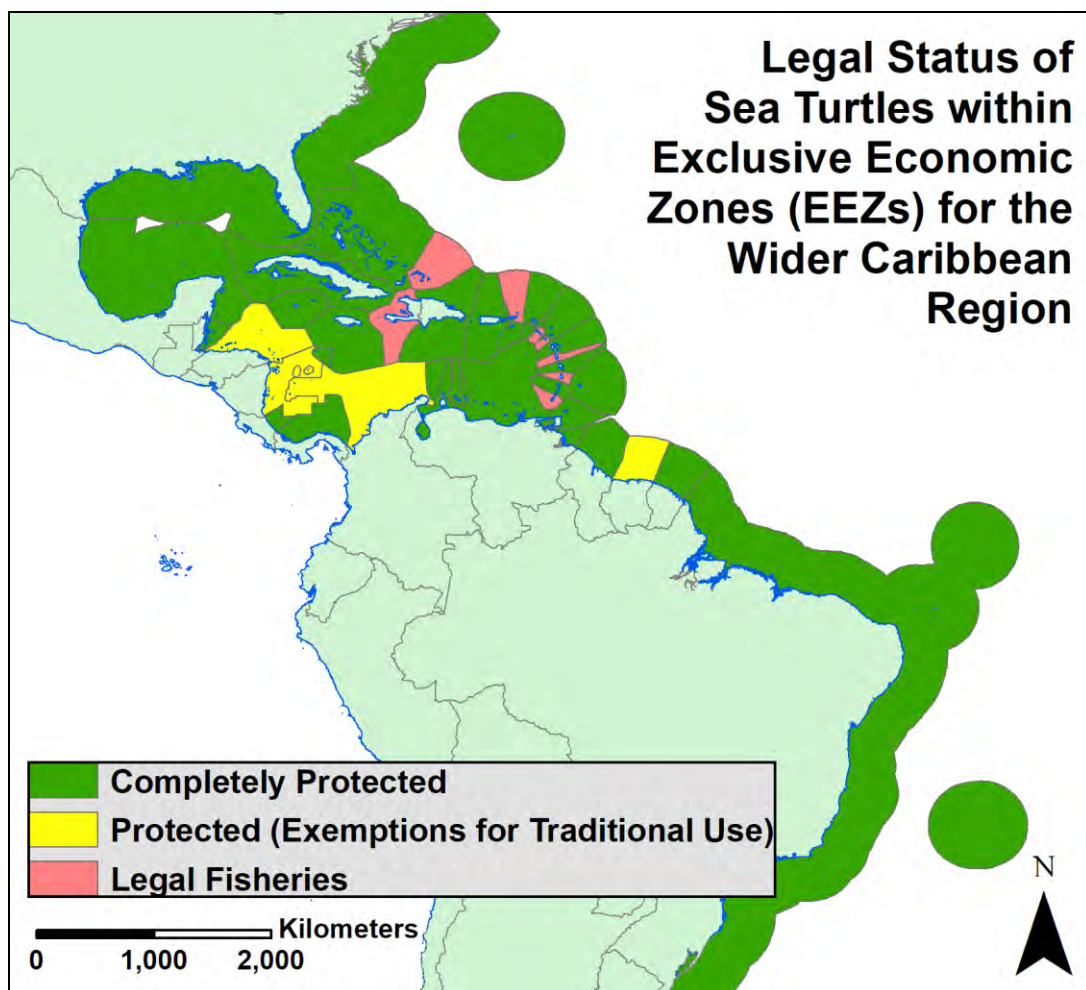 Legal Status of
Sea Turtles within
Exclusive Economic
Zones (EEZs) for the
Wider Caribbean
Region
Completely Protected
Protected (Exemptions for Traditional Use)
Legal Fisheries
Kilometers
0 1,000 2,000
N